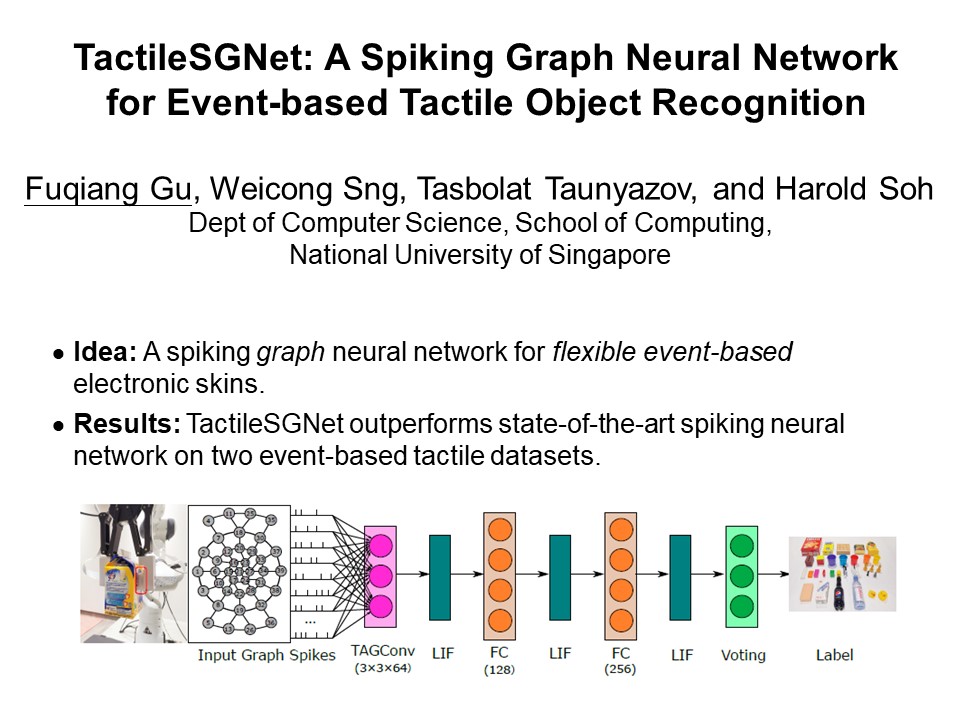 TactileSGNet: A Spiking Graph Neural Network
for Event-based Tactile Object Recognition
Fuqiang Gu, Weicong Sng, Tasbolat Taunyazov, and Harold Soh
Dept of Computer Science, School of Computing,
National University of Singapore
• Idea: A spiking graph neural network for flexible event-based
electronic skins.
• Results: TactileSGNet outperforms state-of-the-art spiking neural
network on two event-based tactile datasets.
...
Input Graph Spikes
TAGConv
(3×3×64)
LIF
FC
(128)
LIF
FC
(256)
LIF
Voting
Label